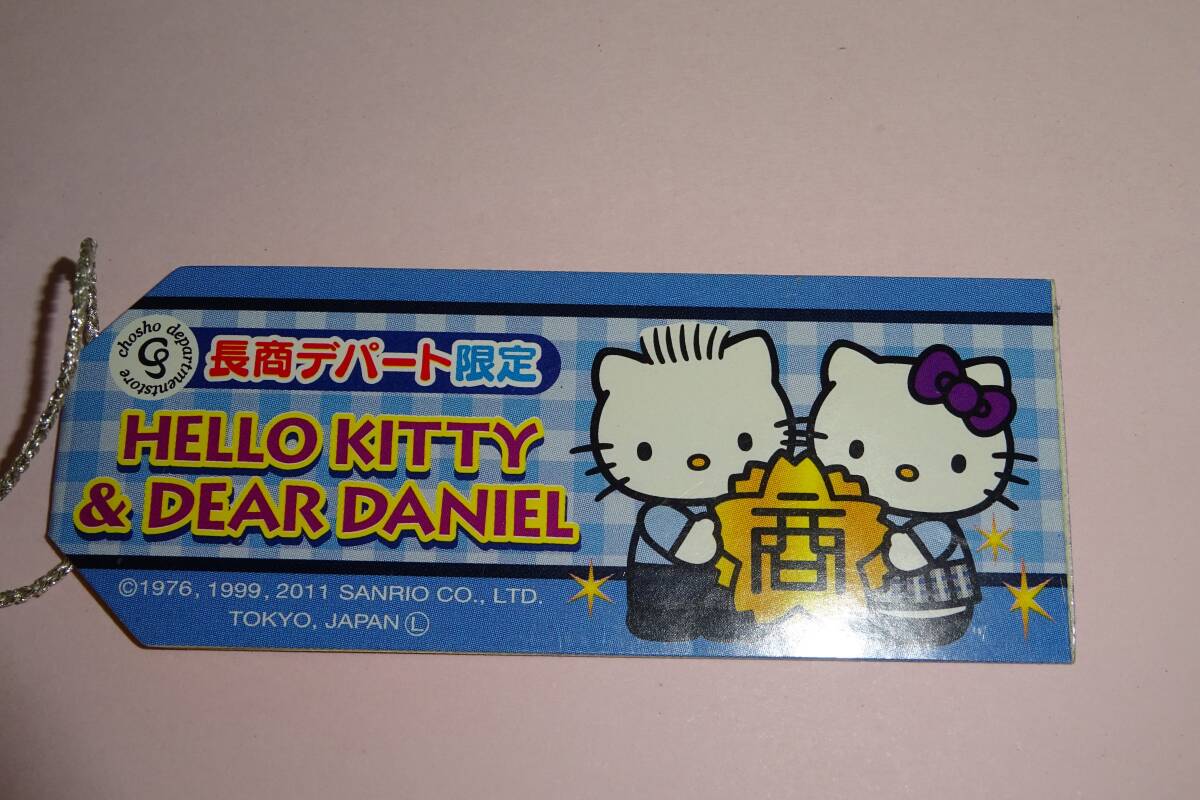 chosho departmentstore
長商デパート限定
HELLO KITTY
& DEAR DANIEL
商
©1976, 1999, 2011 SANRIO CO., LTD.
TOKYO, JAPAN Ⓛ